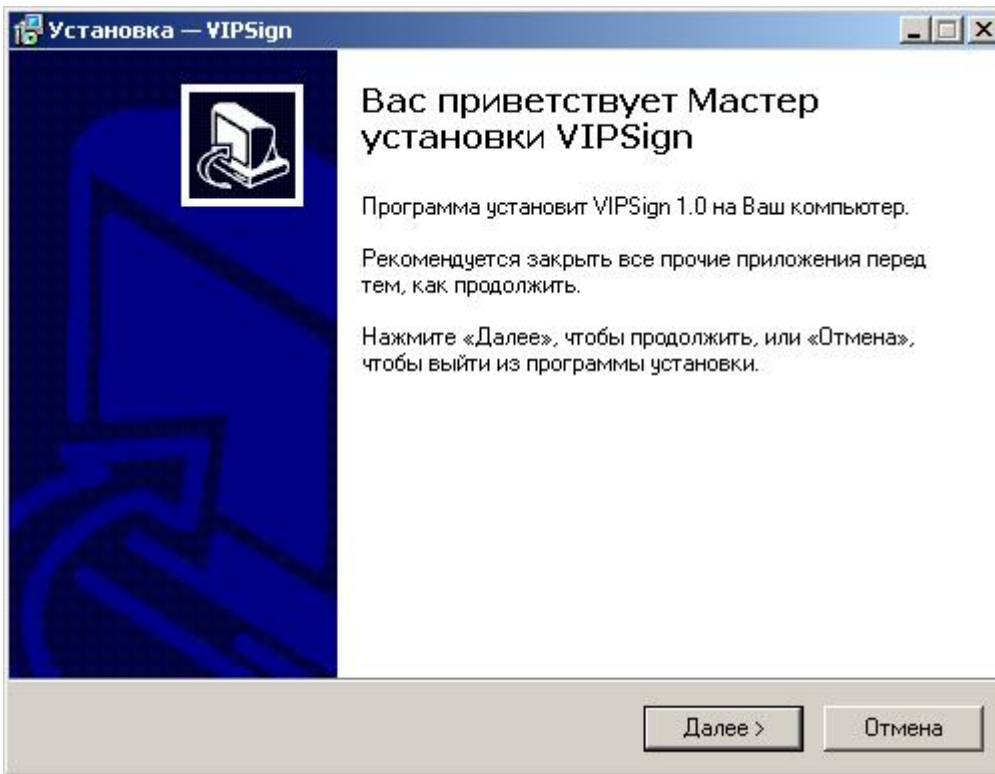 Установка — VIPSign
Вас приветствует Мастер
установки VIPSign
Программа установит VIPSign 1.0 на Ваш компьютер.
Рекомендуется закрыть все прочие приложения перед
тем, как продолжить.
Нажмите «Далее», чтобы продолжить, или «Отмена»,
чтобы выйти из программы установки.
Далее >
Отмена